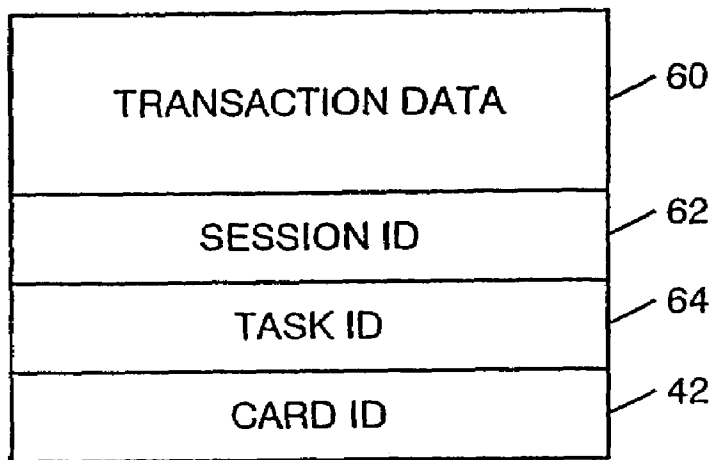 TRANSACTION DATA 60
SESSION ID 62
TASK ID 64
CARD ID 42